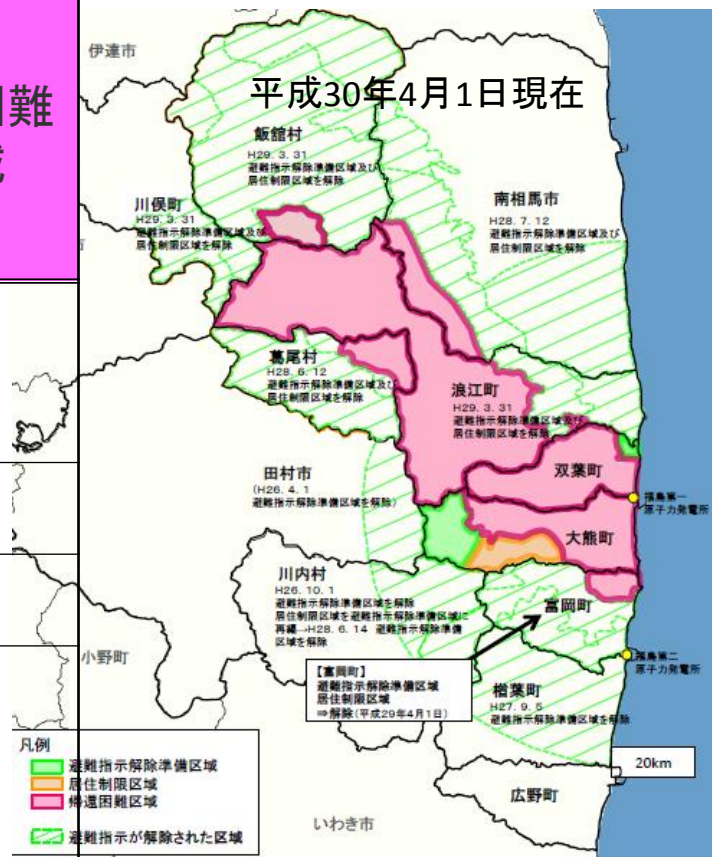 難
平成30年4月1日現在
伊達市
飯舘村
H29. 3. 31
避難指示解除準備区域及び
居住制限区域を解除
川俣町
H29. 3. 31
避難指示解除準備区域及び
居住制限区域を解除
南相馬市
H28. 7. 12
避難指示解除準備区域及び
居住制限区域を解除
葛尾村
H28. 6. 12
避難指示解除準備区域及び
居住制限区域を解除
浪江町
H29. 3. 31
避難指示解除準備区域及び
居住制限区域を解除
田村市
(H26. 4. 1
避難指示解除準備区域を解除)
双葉町
福島第一
原子力発電所
大熊町
川内村
H26. 10. 1
避難指示解除準備区域を解除
居住制限区域を避難指示解除準備区域に
再編→H28. 6. 14 避難指示解除準備
区域を解除
富岡町
小野町
福島第二
原子力発電所
【富岡町】
避難指示解除準備区域
居住制限区域
⇒解除(平成29年4月1日)
楢葉町
H27. 9. 5
避難指示解除準備区域を解除
凡例
避難指示解除準備区域
居住制限区域
帰還困難区域
避難指示が解除された区域
20km
広野町
いわき市